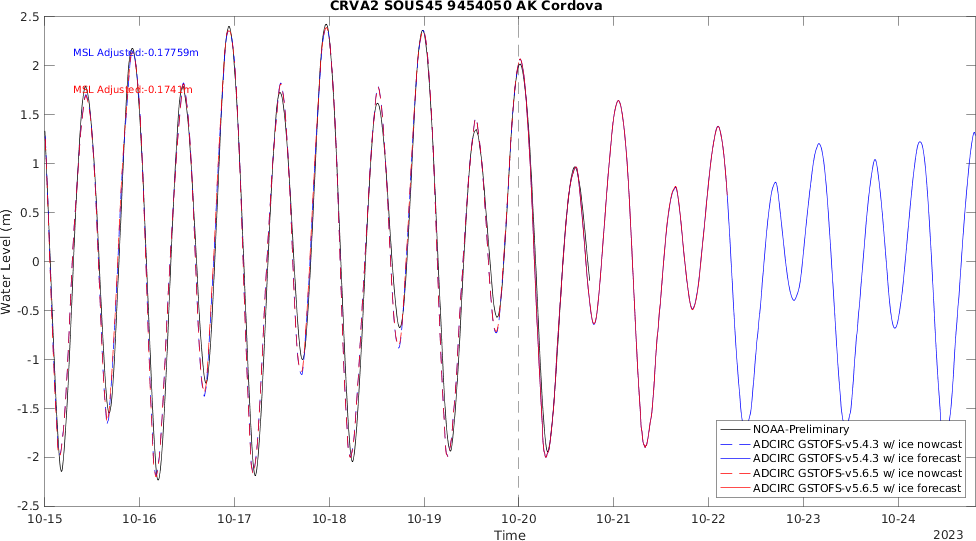 CRVA2 SOUS45 9454050 AK Cordova
2.5
2
1.5
1
0.5
0
-0.5
-1
-1.5
-2
-2.5
Water Level (m)
MSL Adjusted:-0.17759m
MSL Adjusted:-0.1741m
NOAA-Preliminary
ADCIRC GSTOFS-v5.4.3 w/ ice nowcast
ADCIRC GSTOFS-v5.4.3 w/ ice forecast
ADCIRC GSTOFS-v5.6.5 w/ ice nowcast
ADCIRC GSTOFS-v5.6.5 w/ ice forecast
10-15 10-16 10-17 10-18 10-19 10-20 10-21 10-22 10-23 10-24
Time
2023